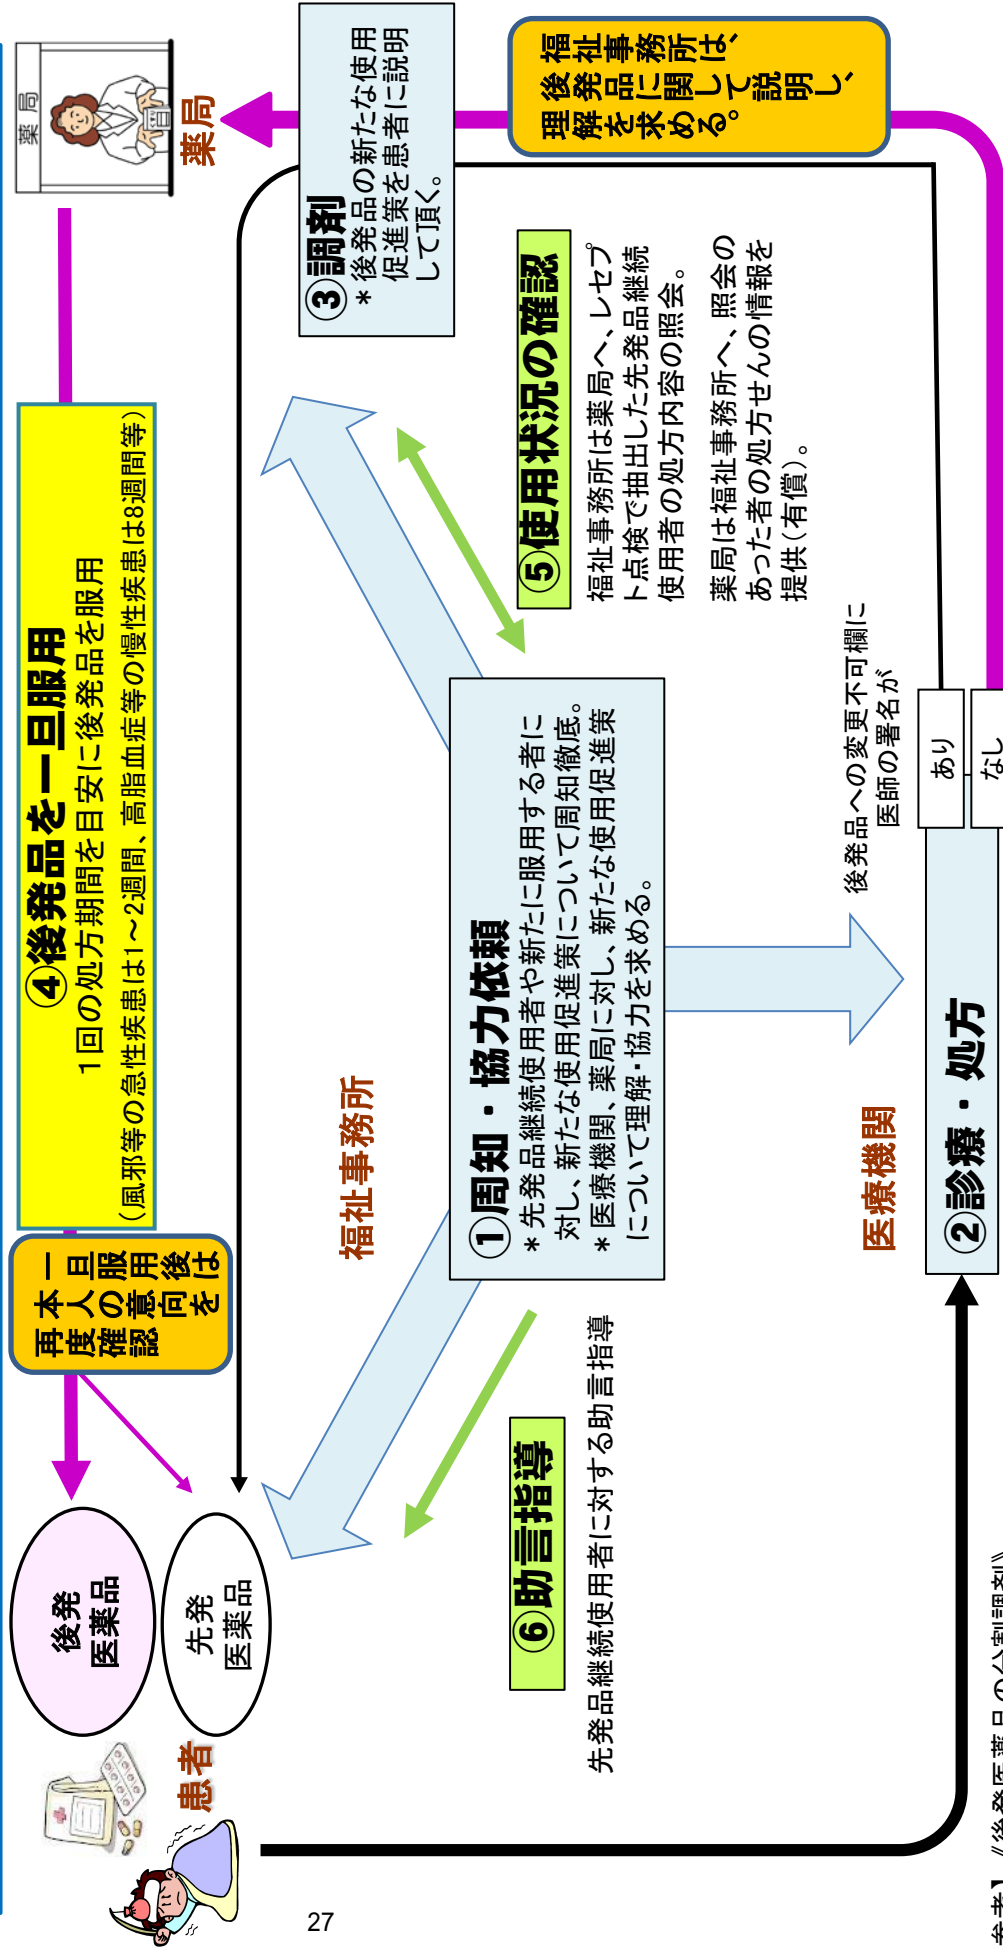 薬局
薬局
④後発品を一旦服用
1回の処方期間を目安に後発品を服用
(風邪等の急性疾患は1～2週間、高脂血症等の慢性疾患は8週間等)
一旦服用後は
本人の意向を
再度確認
後発
医薬品
先発
医薬品
患者
③調剤
＊後発品の新たな使用
促進策を患者に説明
して頂く。
福祉事務所は、
後発品に関して説明し、
理解を求める。
福祉事務所
①周知・協力依頼
＊先発品継続使用者や新たに服用する者に
対し、新たな使用促進策について周知徹底。
＊医療機関、薬局に対し、新たな使用促進策
について理解・協力を求める。
⑤使用状況の確認
福祉事務所は薬局へ、レセプ
ト点検で抽出した先発品継続
使用者の処方内容の照会。
薬局は福祉事務所へ、照会の
あった者の処方せんの情報を
提供(有償)。
⑥助言指導
先発品継続使用者に対する助言指導
医療機関
②診療・処方
後発品への変更不可欄に
医師の署名が
あり
なし
参考】《後発医薬品の分割調剤》
27